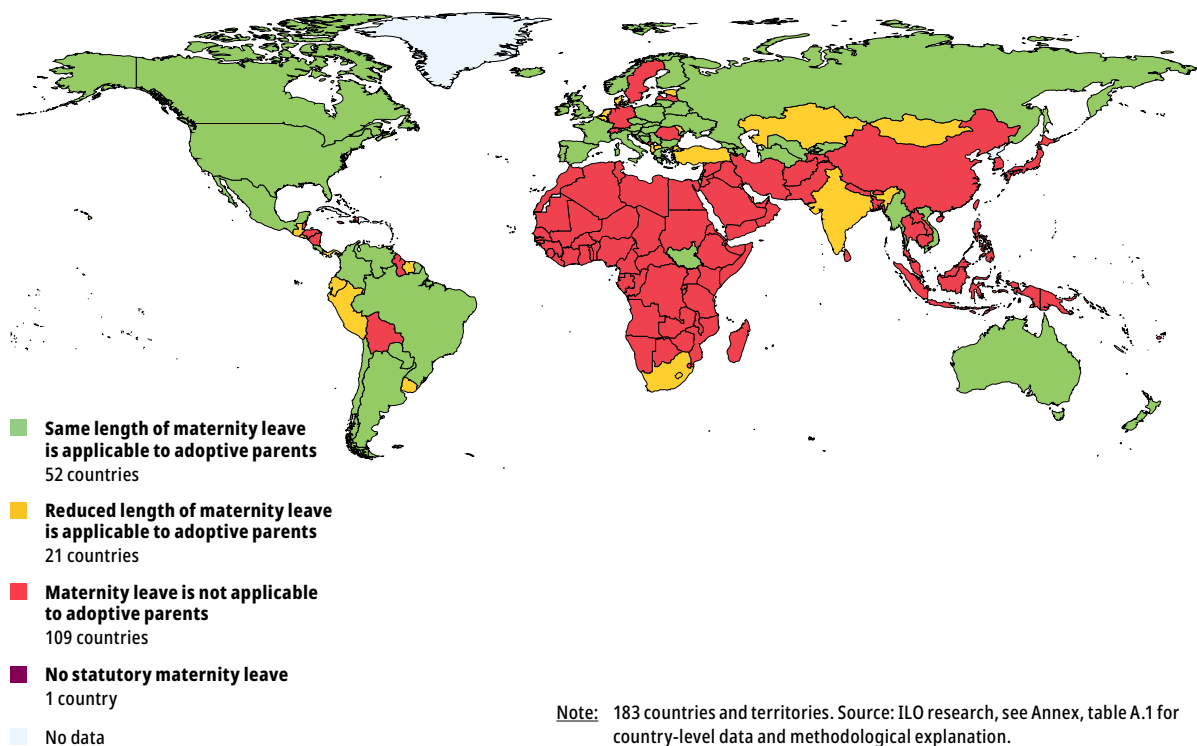 Same length of maternity leave
is applicable to adoptive parents
52 countries
Reduced length of maternity leave
is applicable to adoptive parents
21 countries
Maternity leave is not applicable
to adoptive parents
109 countries
No statutory maternity leave
1 country
No data
Note: 183 countries and territories. Source: ILO research, see Annex, table A.1 for
country-level data and methodological explanation.